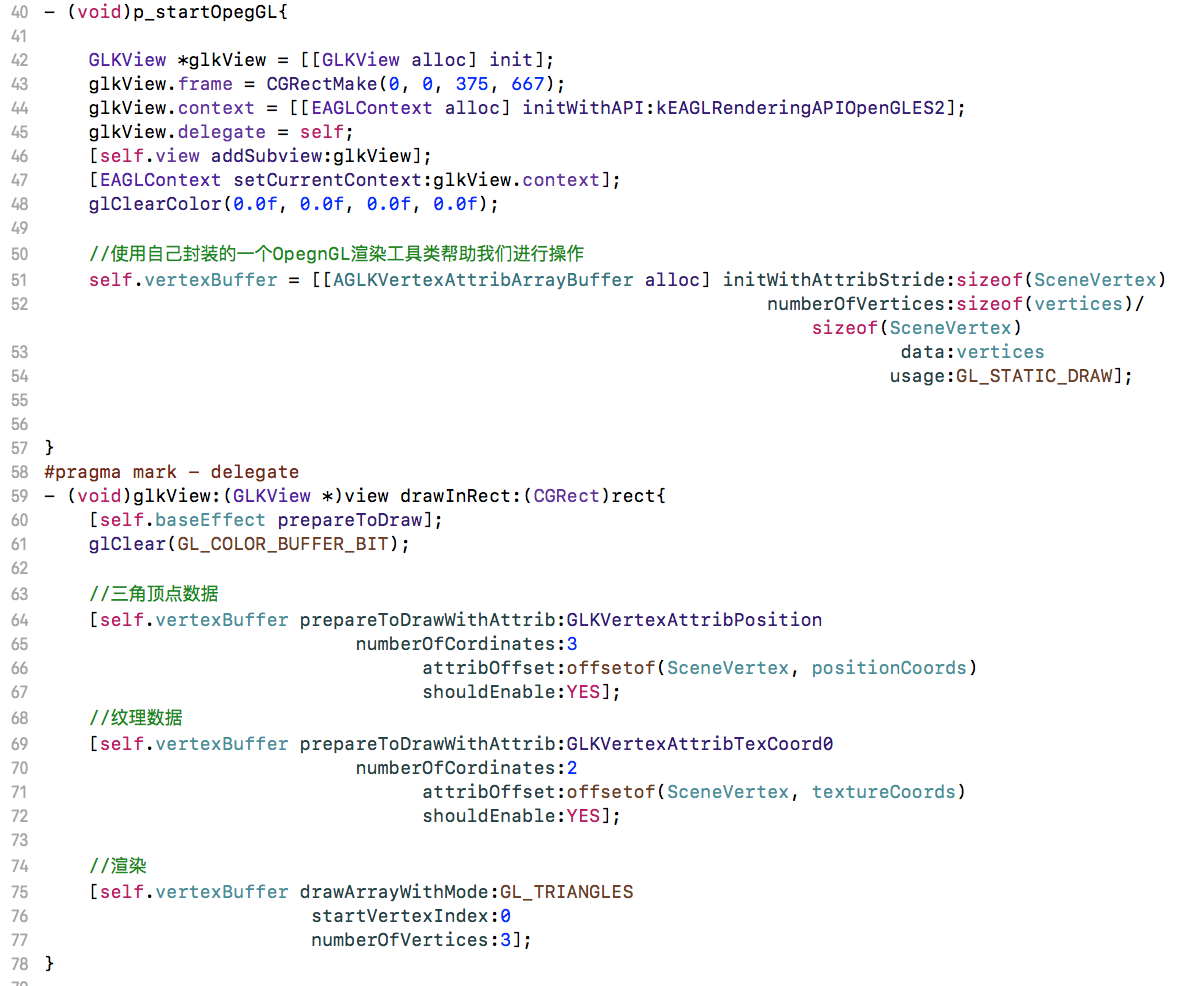 40 - (void)p_startOpegGL{
41
42 GLKView *glkView = [[GLKView alloc] init];
43 glkView.frame = CGRectMake(0, 0, 375, 667);
44 glkView.context = [[EAGLContext alloc] initWithAPI:kEAGLRenderingAPIOpenGLES2];
45 glkView.delegate = self;
46 [self.view addSubview:glkView];
47 [EAGLContext setCurrentContext:glkView.context];
48 glClearColor(0.0f, 0.0f, 0.0f, 0.0f);
49
50 //使用自己封装的一个OpegnGL渲染工具类帮助我们进行操作
51 self.vertexBuffer = [[AGLKVertexAttribArrayBuffer alloc] initWithAttribStride:sizeof(SceneVertex)
52 numberOfVertices:sizeof(vertices)/
sizeof(SceneVertex)
53 data:vertices
54 usage:GL_STATIC_DRAW];
55
56
57 }
58 #pragma mark - delegate
59 - (void)glkView:(GLKView *)view drawInRect:(CGRect)rect{
60 [self.baseEffect prepareToDraw];
61 glClear(GL_COLOR_BUFFER_BIT);
62
63 //三角顶点数据
64 [self.vertexBuffer prepareToDrawWithAttrib:GLKVertexAttribPosition
65 numberOfCordinates:3
66 attribOffset:offsetof(SceneVertex, positionCoords)
67 shouldEnable:YES];
68 //纹理数据
69 [self.vertexBuffer prepareToDrawWithAttrib:GLKVertexAttribTexCoord0
70 numberOfCordinates:2
71 attribOffset:offsetof(SceneVertex, textureCoords)
72 shouldEnable:YES];
73
74 //渲染
75 [self.vertexBuffer drawArrayWithMode:GL_TRIANGLES
76 startVertexIndex:0
77 numberOfVertices:3];
78 }